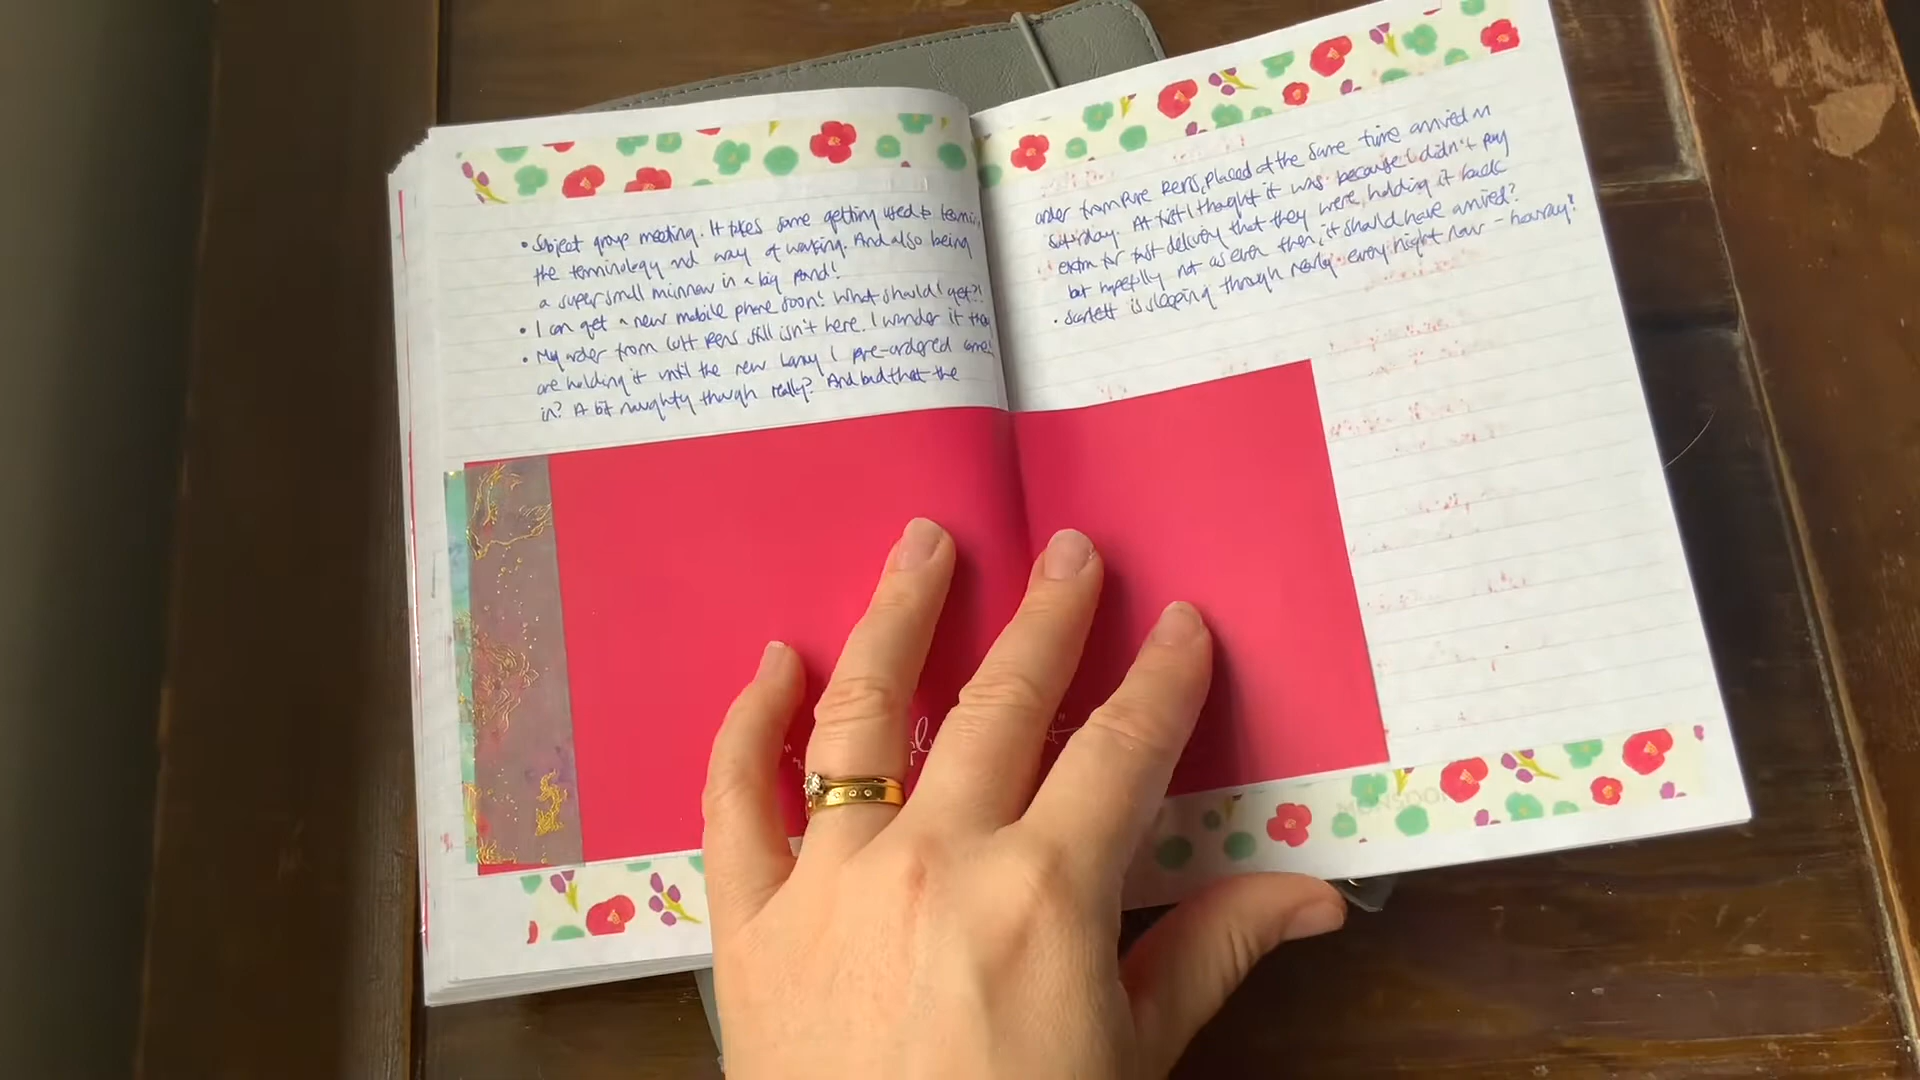 • Subject group meeting. It takes some getting used to
the terminology and way of working. And also being
a super small minnow in a big pond!
• I can get a new mobile phone soon! What should I get?!
• My order from Cult Pens still isn't here. I wonder if they
are holding it until the new Lamy I pre-ordered comes
in? A bit naughty though really? And bad that the
order from Pure Pens, placed at the same time arrived on
Saturday. At first I thought it was because I didn't pay
extra for fast delivery that they were holding it back
but hopefully not as even then, it should have arrived?
• Scarlett is sleeping through nearly every night now - hooray!
MONSOON